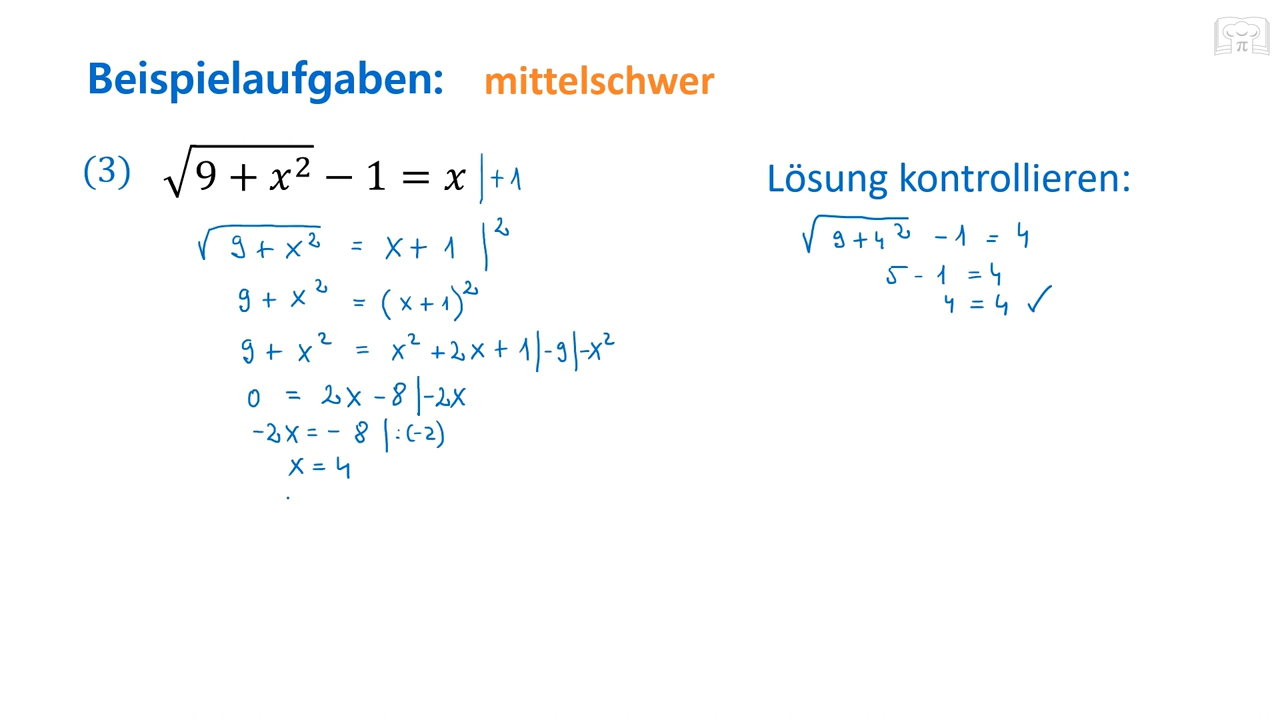 Beispielaufgaben: mittelschwer
(3) √(9 + x²) − 1 = x | +1
√(9 + x²) = x + 1 |²
9 + x² = (x + 1)²
9 + x² = x² + 2x + 1 | -9 | -x²
0 = 2x − 8 | -2x
-2x = − 8 | :(-2)
x = 4
Lösung kontrollieren:
√(9 + 4²) − 1 = 4
5 − 1 = 4
4 = 4 ✓
π